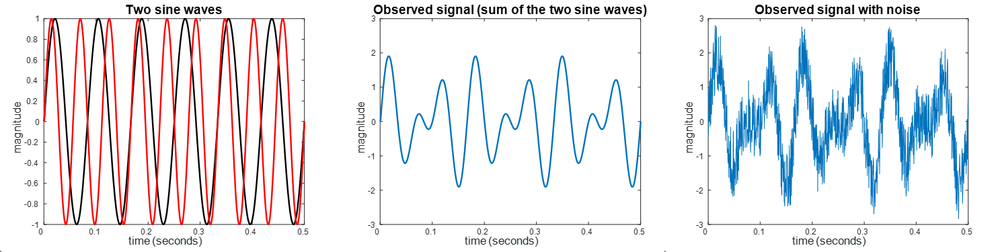 Two sine waves
1
0.8
0.6
0.4
0.2
0
-0.2
-0.4
-0.6
-0.8
-1
magnitude
0 0.1 0.2 0.3 0.4 0.5
time (seconds)
Observed signal (sum of the two sine waves)
3
2
1
0
-1
-2
-3
magnitude
0 0.1 0.2 0.3 0.4 0.5
time (seconds)
Observed signal with noise
3
2
1
0
-1
-2
-3
magnitude
0 0.1 0.2 0.3 0.4 0.5
time (seconds)